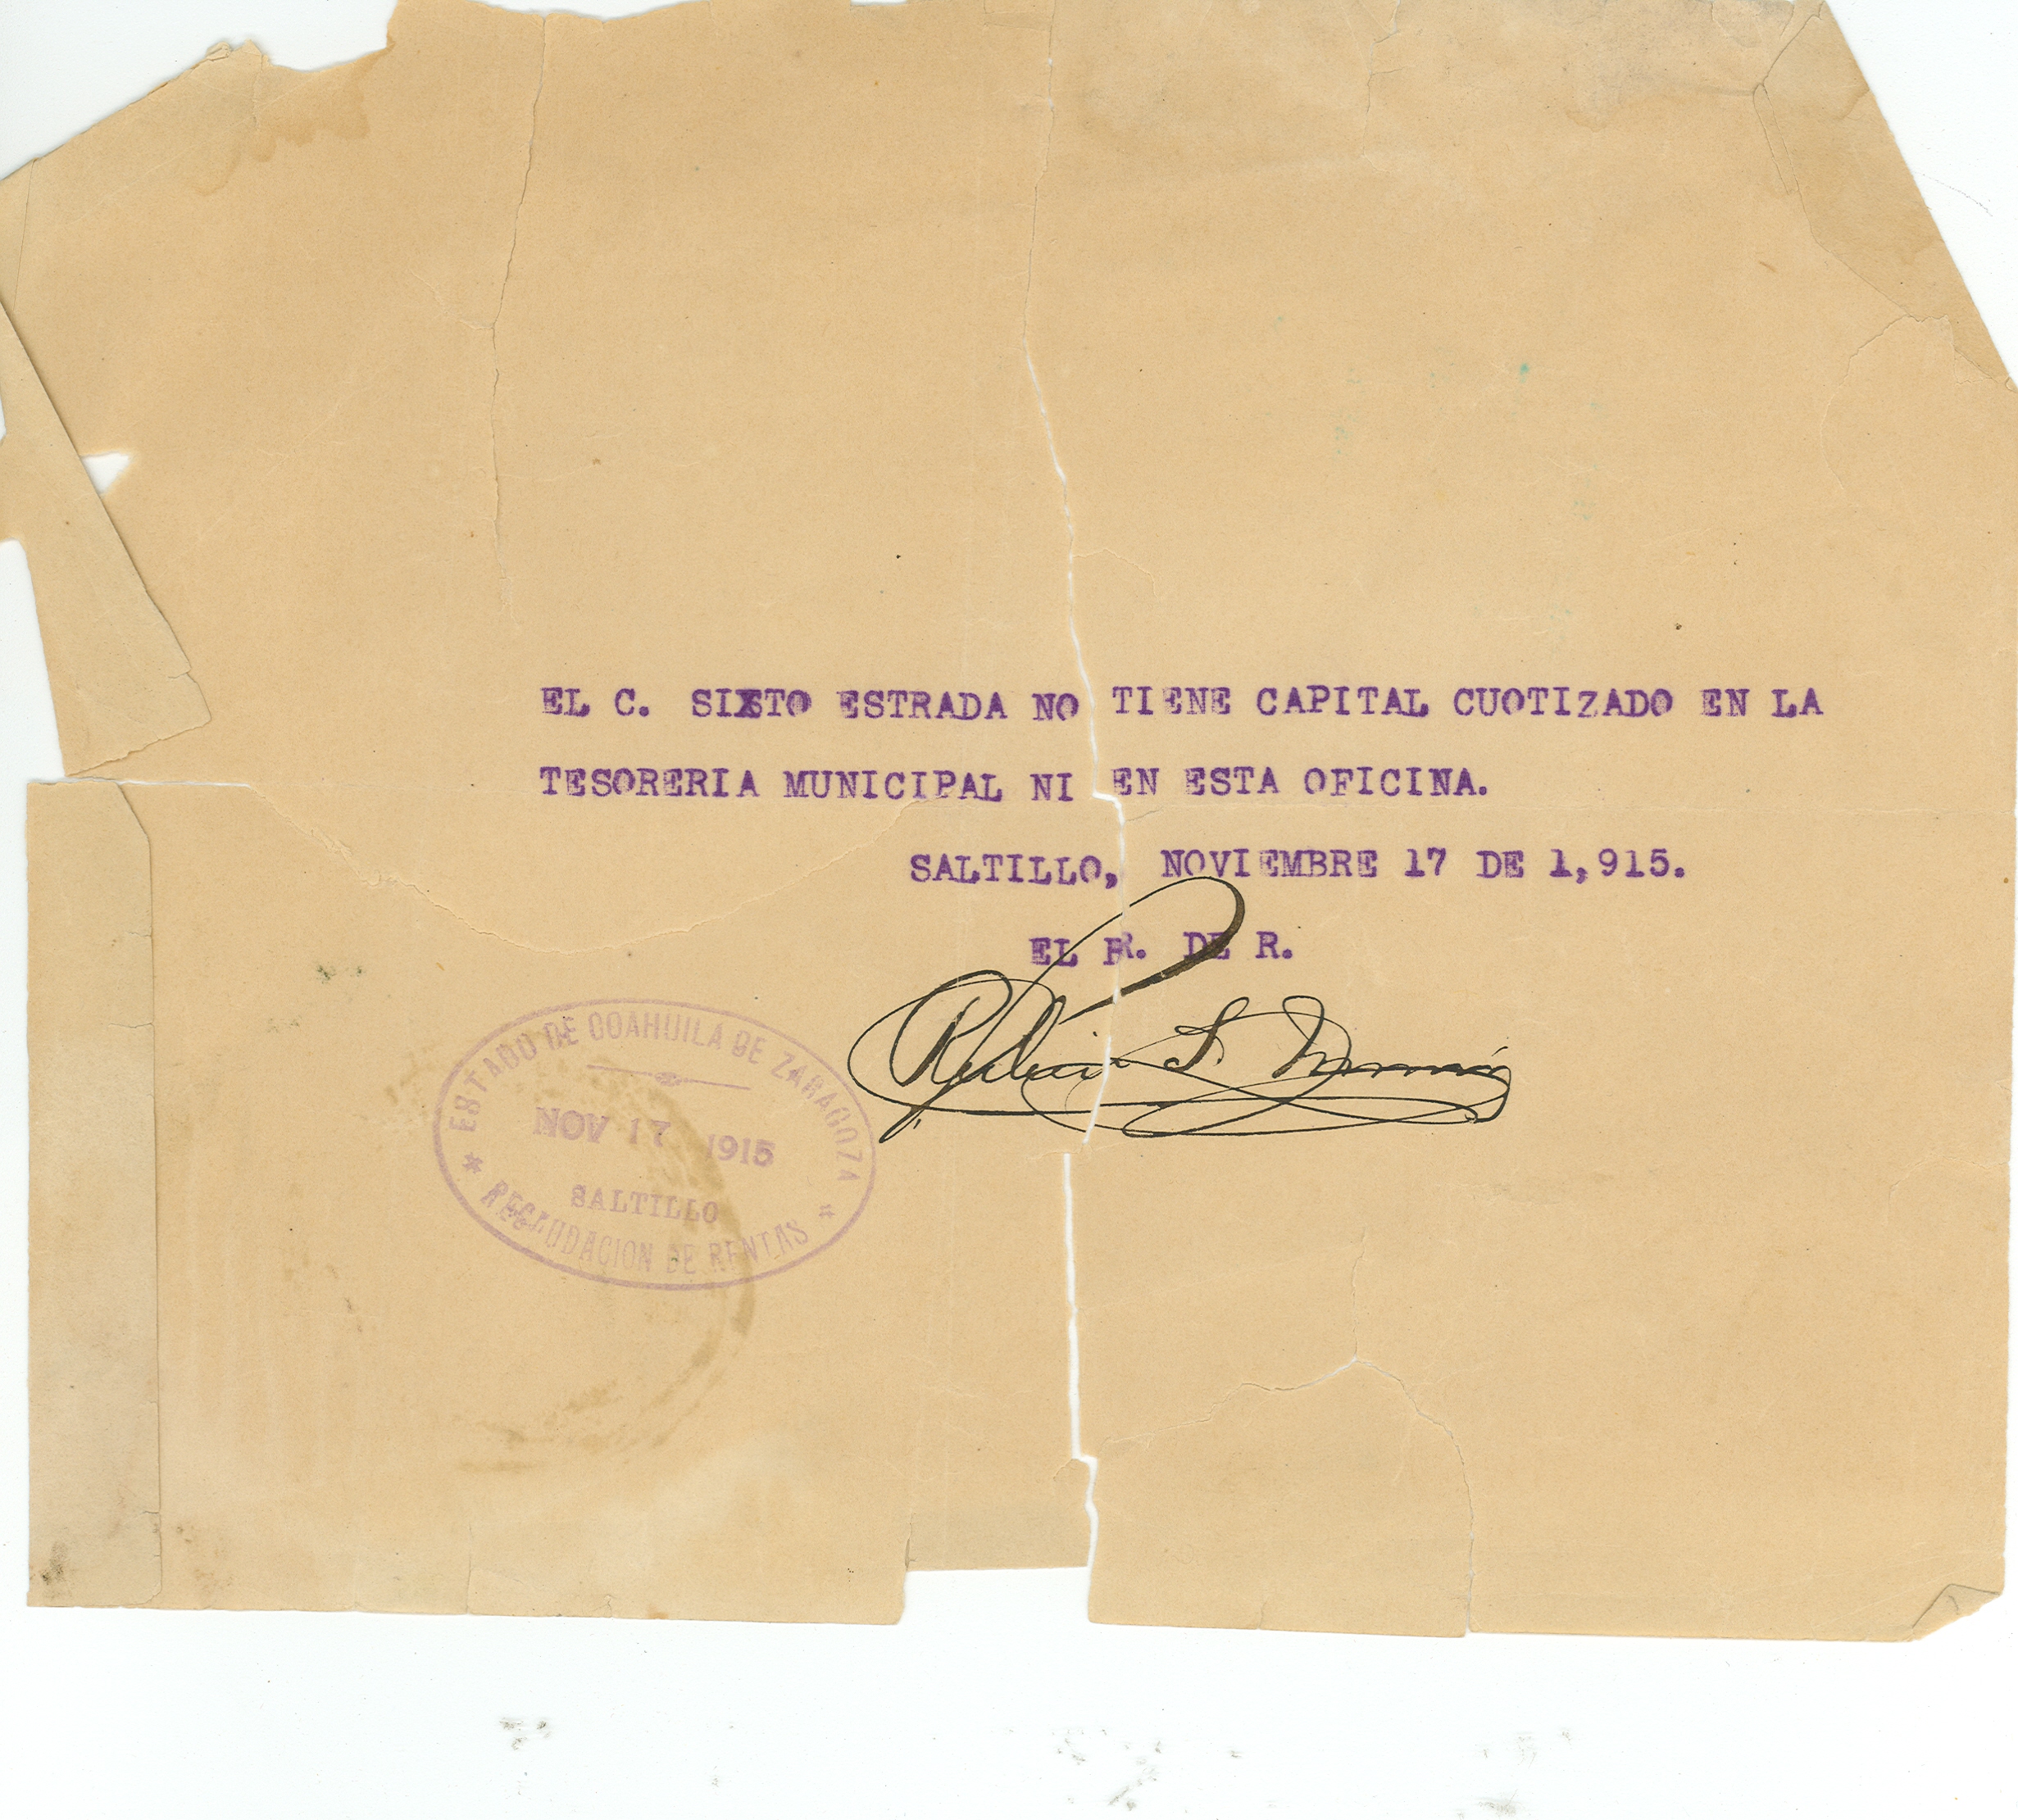 EL C. SIXTO ESTRADA NO TIENE CAPITAL CUOTIZADO EN LA
TESORERIA MUNICIPAL NI EN ESTA OFICINA.
SALTILLO, NOVIEMBRE 17 DE 1,915.
EL R. DE R.
ESTADO DE COAHUILA DE ZARAGOZA
NOV 17 1915
SALTILLO
RECAUDACION DE RENTAS